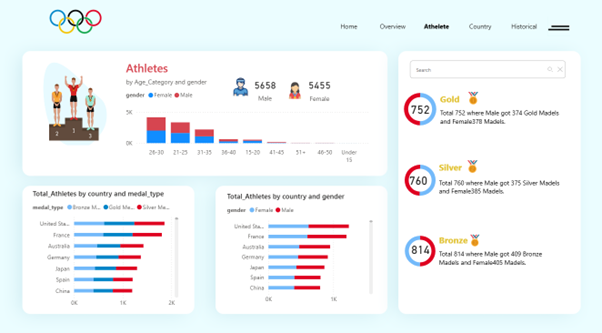 Home Overview Athelete Country Historical
Athletes
by Age_Category and gender
gender Female Male
5658
Male
5455
Female
5K
0K
26-30 21-25 31-35 36-40 15-20 41-45 51+ 46-50 Under
15
Search
752
Gold
Total 752 where Male got 374 Gold Madels
and Female378 Madels.
760
Silver
Total 760 where Male got 375 Silver Madels
and Female385 Madels.
814
Bronze
Total 814 where Male got 409 Bronze
Madels and Female405 Madels.
Total_Athletes by country and medal_type
medal_type Bronze M... Gold Me... Silver Me...
United Sta...
France
Australia
Germany
Japan
Spain
China
0K 1K 2K
Total_Athletes by country and gender
gender Female Male
United Sta...
France
Australia
Germany
Japan
Spain
China
0K 1K
2 1 3